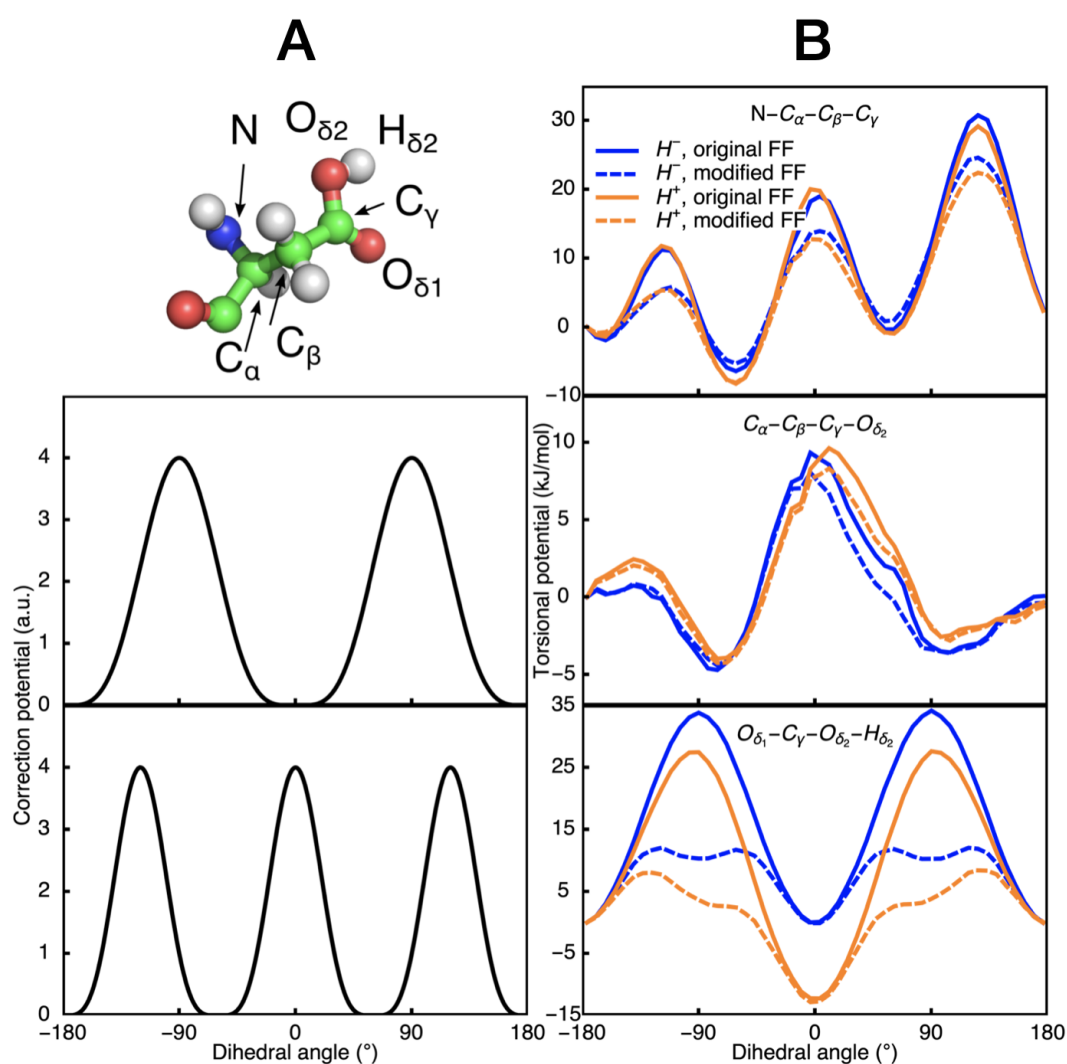 A
B
N
Oδ2
Hδ2
Cγ
Oδ1
Cβ
Cα
Correction potential (a.u.)
4
3
2
1
0
4
3
2
1
0
−180
−90
0
90
180
Dihedral angle (°)
Torsional potential (kJ/mol)
N−Cα−Cβ−Cγ
H⁻, original FF
H⁻, modified FF
H⁺, original FF
H⁺, modified FF
30
20
10
0
−10
Cα−Cβ−Cγ−Oδ2
10
5
0
−5
Oδ1−Cγ−Oδ2−Hδ2
35
25
15
5
−5
−15
−180
−90
0
90
180
Dihedral angle (°)